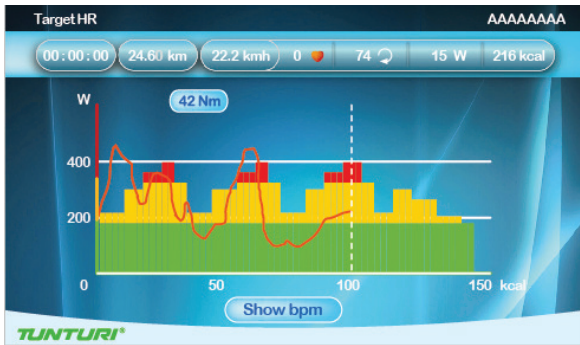 Target HR AAAAAAAA
00:00:00 24.60 km 22.2 kmh 0 74 15 W 216 kcal
W 42 Nm
400
200
0 50 100 150 kcal
Show bpm
TUNTURI®